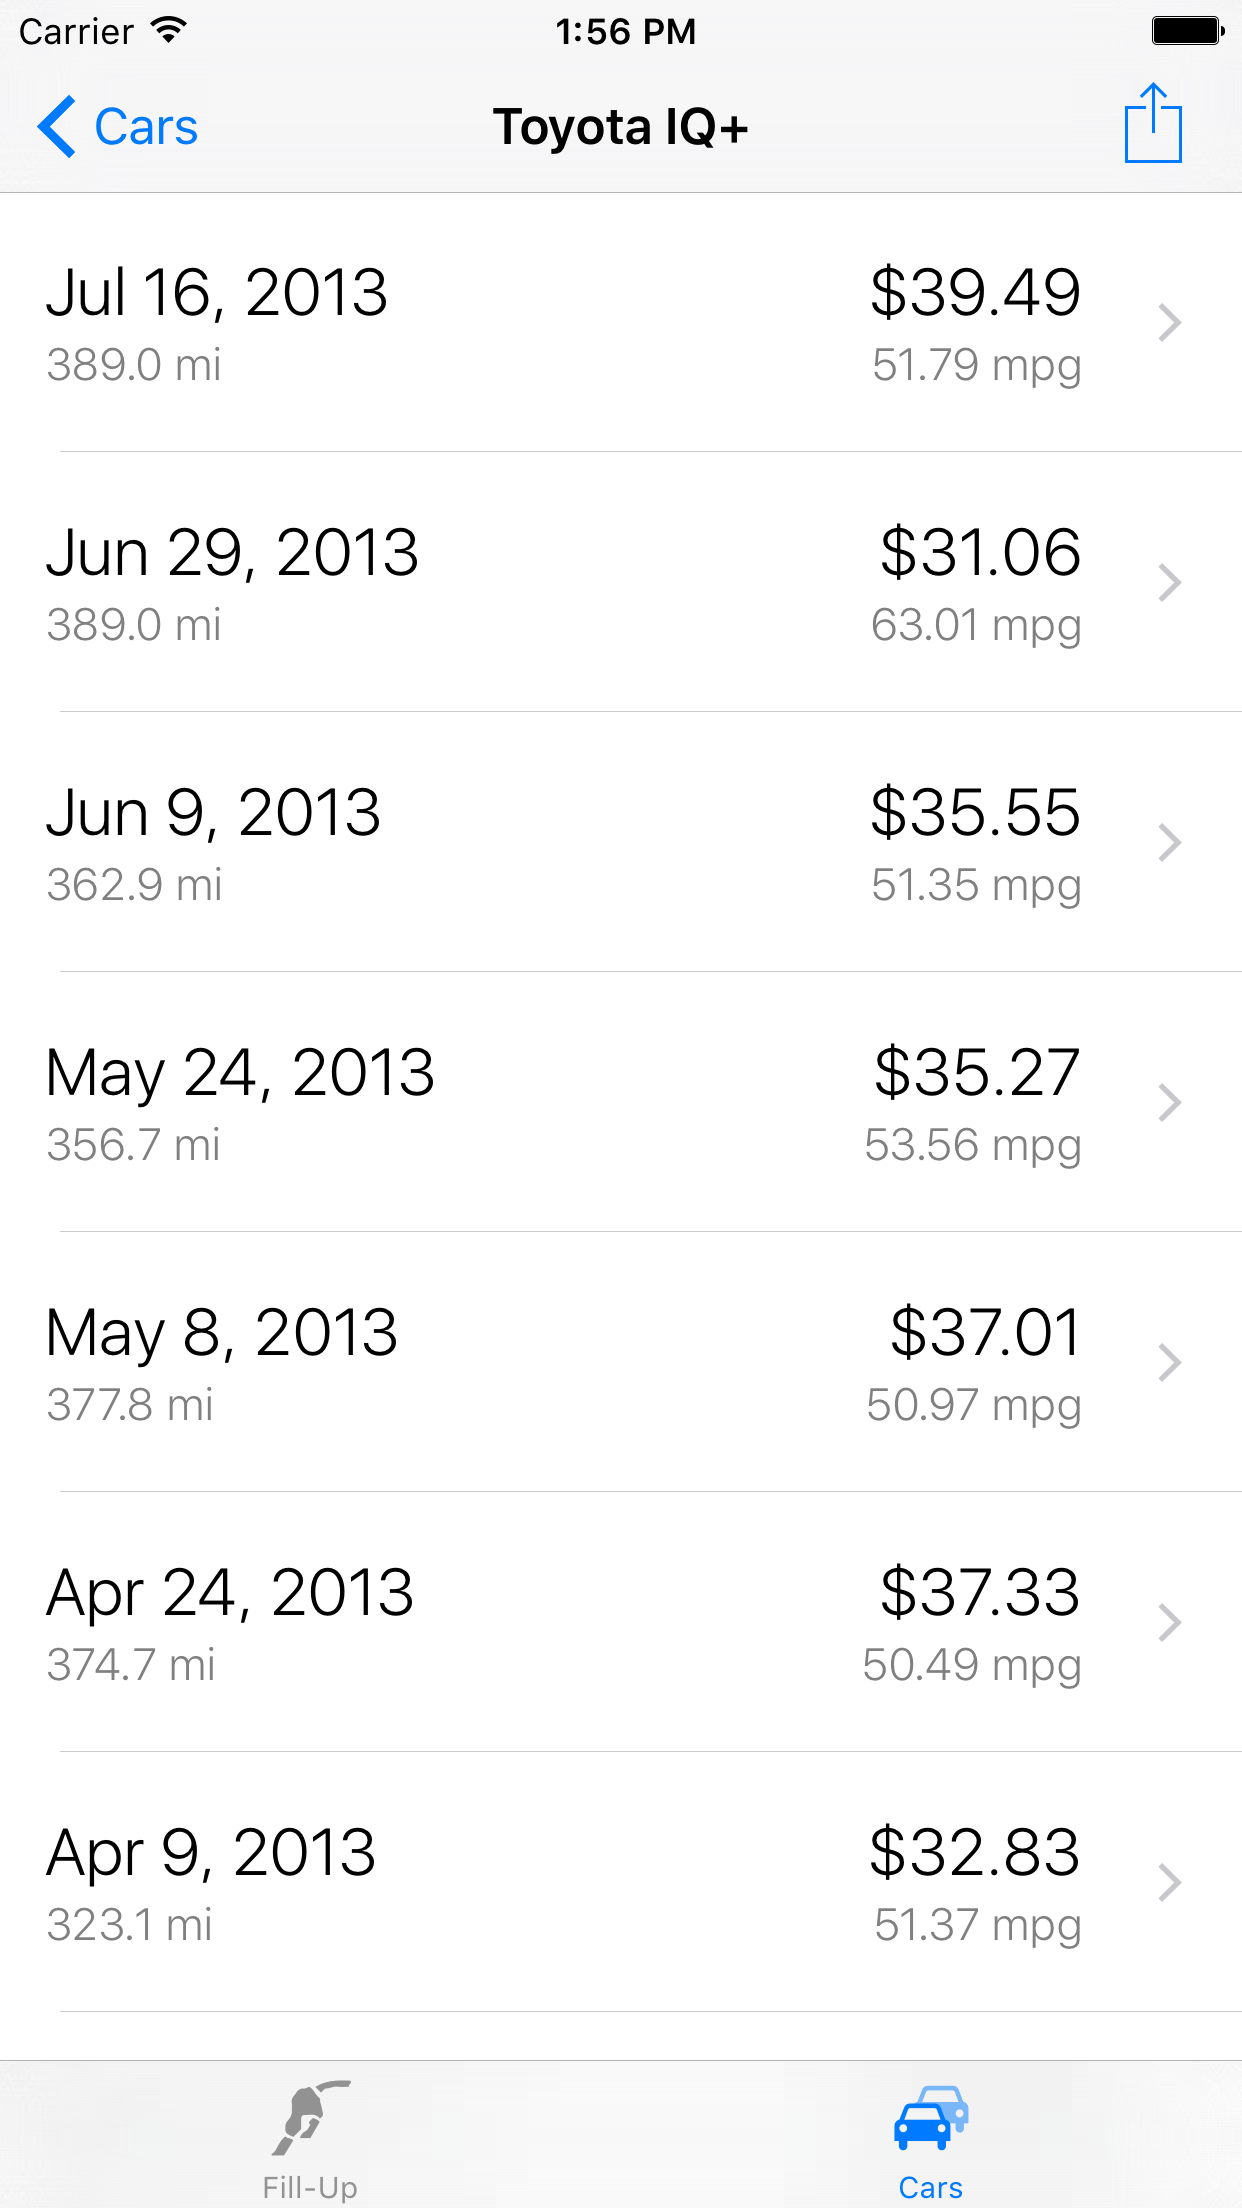 Carrier 1:56 PM
Cars Toyota IQ+
Jul 16, 2013 $39.49
389.0 mi 51.79 mpg
Jun 29, 2013 $31.06
389.0 mi 63.01 mpg
Jun 9, 2013 $35.55
362.9 mi 51.35 mpg
May 24, 2013 $35.27
356.7 mi 53.56 mpg
May 8, 2013 $37.01
377.8 mi 50.97 mpg
Apr 24, 2013 $37.33
374.7 mi 50.49 mpg
Apr 9, 2013 $32.83
323.1 mi 51.37 mpg
Fill-Up Cars